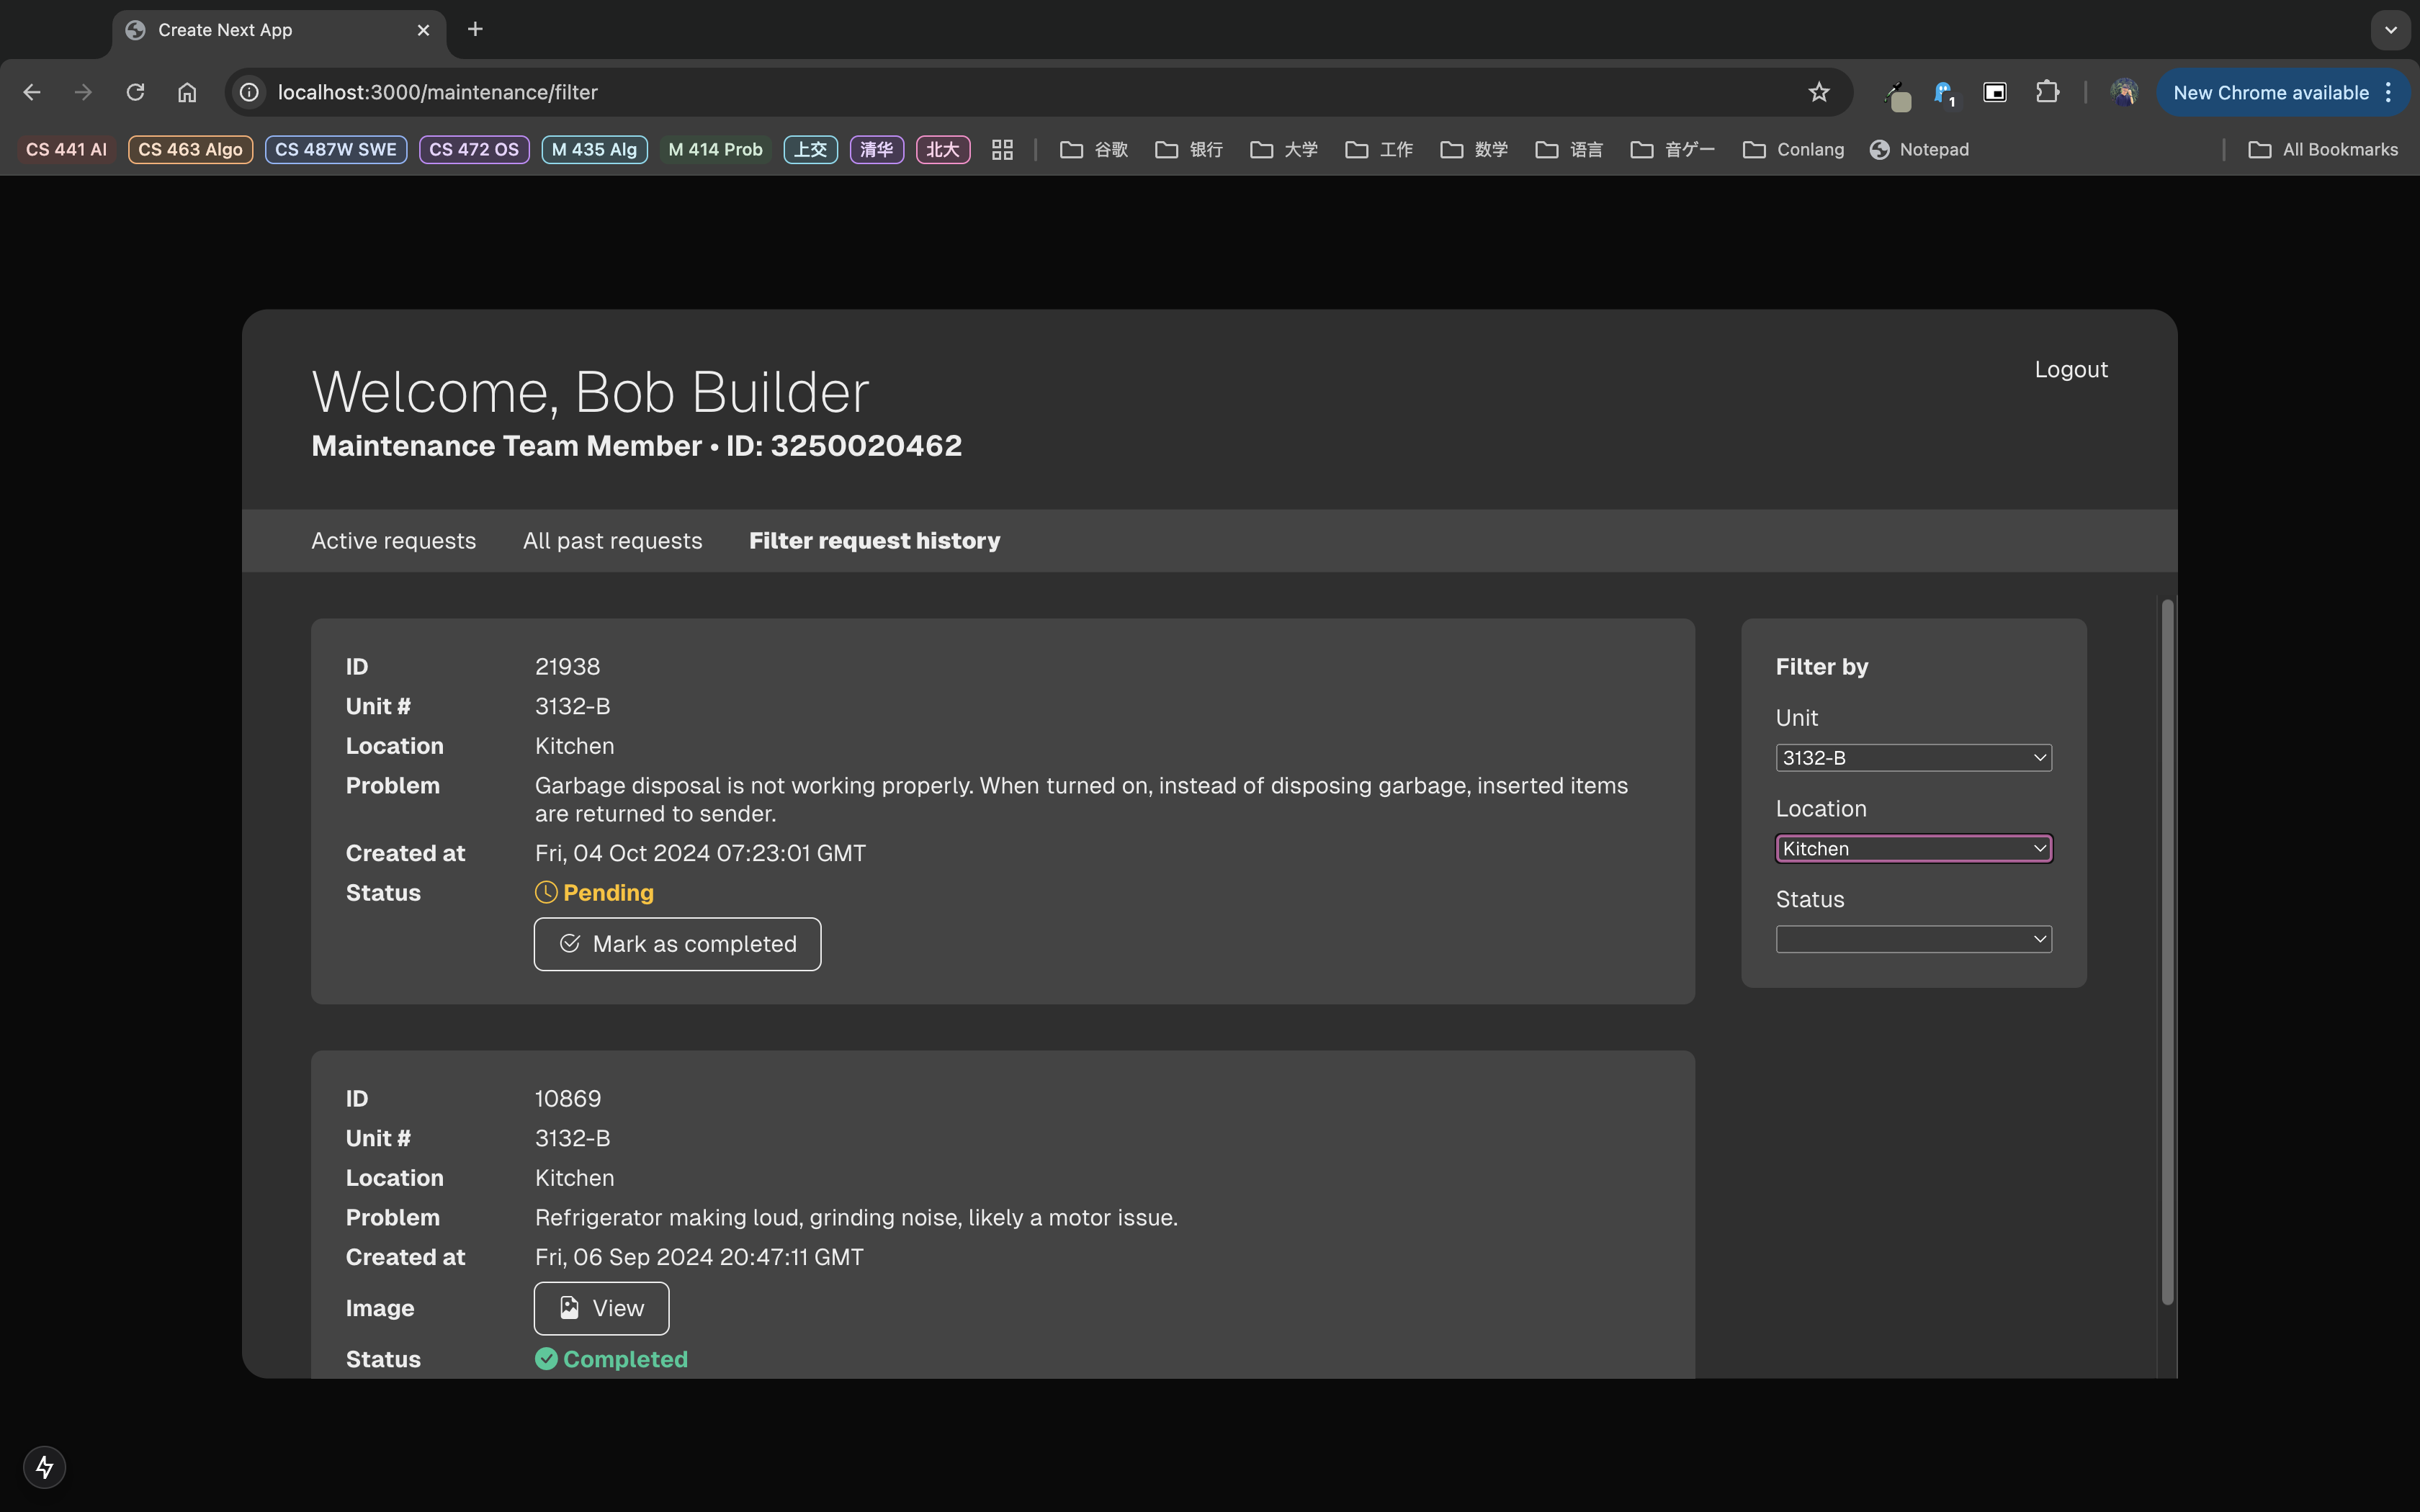 Create Next App
localhost:3000/maintenance/filter
1
New Chrome available
CS 441 AI
CS 463 Algo
CS 487W SWE
CS 472 OS
M 435 Alg
M 414 Prob
上交
清华
北大
谷歌
银行
大学
工作
数学
语言
音ゲー
Conlang
Notepad
All Bookmarks
Welcome, Bob Builder
Logout
Maintenance Team Member • ID: 3250020462
Active requests
All past requests
Filter request history
ID 21938
Unit # 3132-B
Location Kitchen
Problem Garbage disposal is not working properly. When turned on, instead of disposing garbage, inserted items
are returned to sender.
Created at Fri, 04 Oct 2024 07:23:01 GMT
Status Pending
Mark as completed
Filter by
Unit
3132-B
Location
Kitchen
Status
ID 10869
Unit # 3132-B
Location Kitchen
Problem Refrigerator making loud, grinding noise, likely a motor issue.
Created at Fri, 06 Sep 2024 20:47:11 GMT
Image View
Status Completed